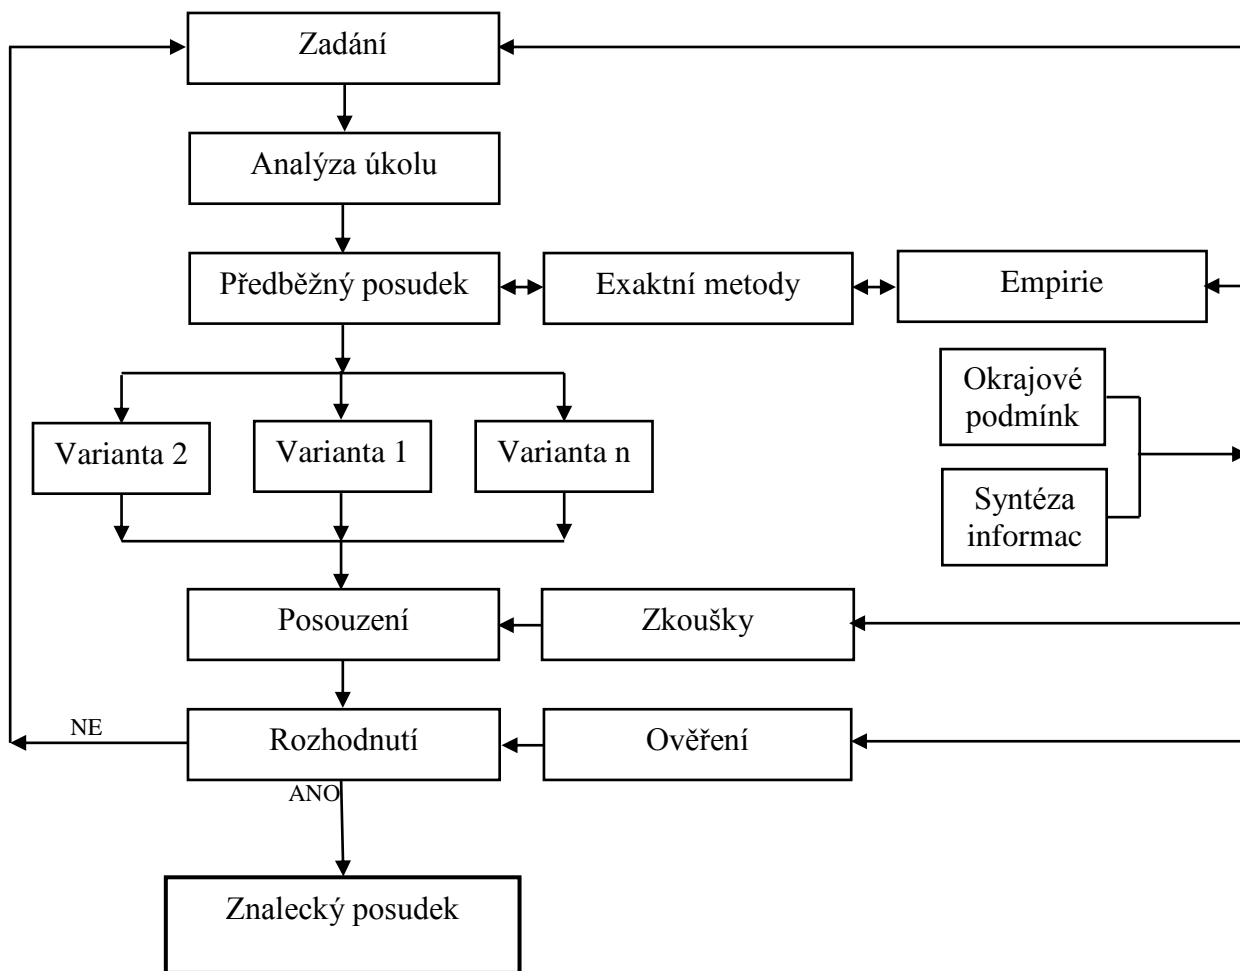 Zadání
Analýza úkolu
Předběžný posudek
Exaktní metody
Empirie
Okrajové
podmínk
Varianta 2
Varianta 1
Varianta n
Syntéza
informac
Posouzení
Zkoušky
NE
Rozhodnutí
Ověření
ANO
Znalecký posudek